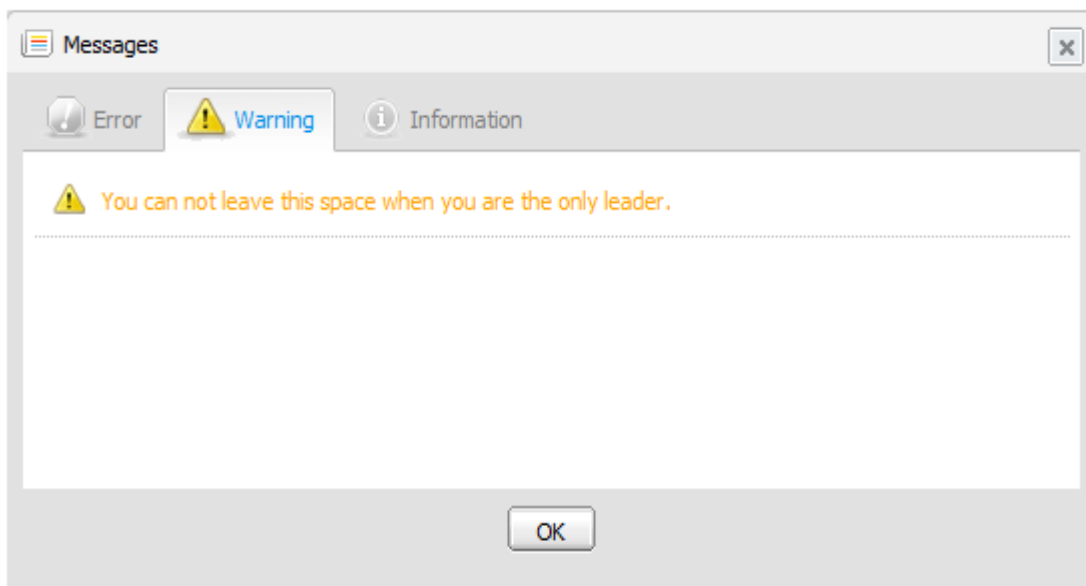 Messages
Error Warning Information
You can not leave this space when you are the only leader.
OK